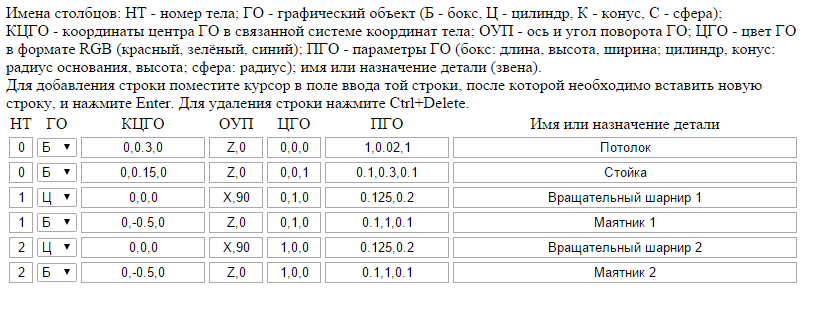 Имена столбцов: НТ - номер тела; ГО - графический объект (Б - бокс, Ц - цилиндр, К - конус, С - сфера);
КЦГО - координаты центра ГО в связанной системе координат тела; ОУП - ось и угол поворота ГО; ЦГО - цвет ГО
в формате RGB (красный, зелёный, синий); ПГО - параметры ГО (бокс: длина, высота, ширина; цилиндр, конус:
радиус основания, высота; сфера: радиус); имя или назначение детали (звена).
Для добавления строки поместите курсор в поле ввода той строки, после которой необходимо вставить новую
строку, и нажмите Enter. Для удаления строки нажмите Ctrl+Delete.
НТ ГО КЦГО ОУП ЦГО ПГО Имя или назначение детали
0 Б 0,0.3,0 Z,0 0,0,0 1,0.02,1 Потолок
0 Б 0,0.15,0 Z,0 0,0,1 0.1,0.3,0.1 Стойка
1 Ц 0,0,0 X,90 0,1,0 0.125,0.2 Вращательный шарнир 1
1 Б 0,-0.5,0 Z,0 0,1,0 0.1,1,0.1 Маятник 1
2 Ц 0,0,0 X,90 1,0,0 0.125,0.2 Вращательный шарнир 2
2 Б 0,-0.5,0 Z,0 1,0,0 0.1,1,0.1 Маятник 2